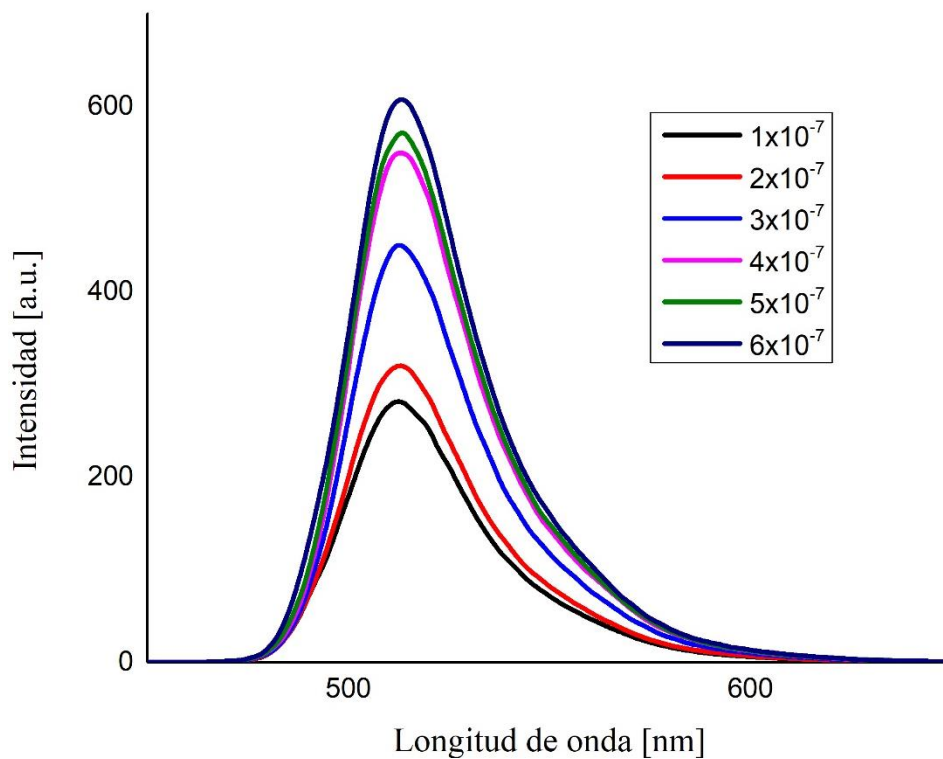 600
400
200
0
Intensidad [a.u.]
1x10⁻⁷
2x10⁻⁷
3x10⁻⁷
4x10⁻⁷
5x10⁻⁷
6x10⁻⁷
500
600
Longitud de onda [nm]